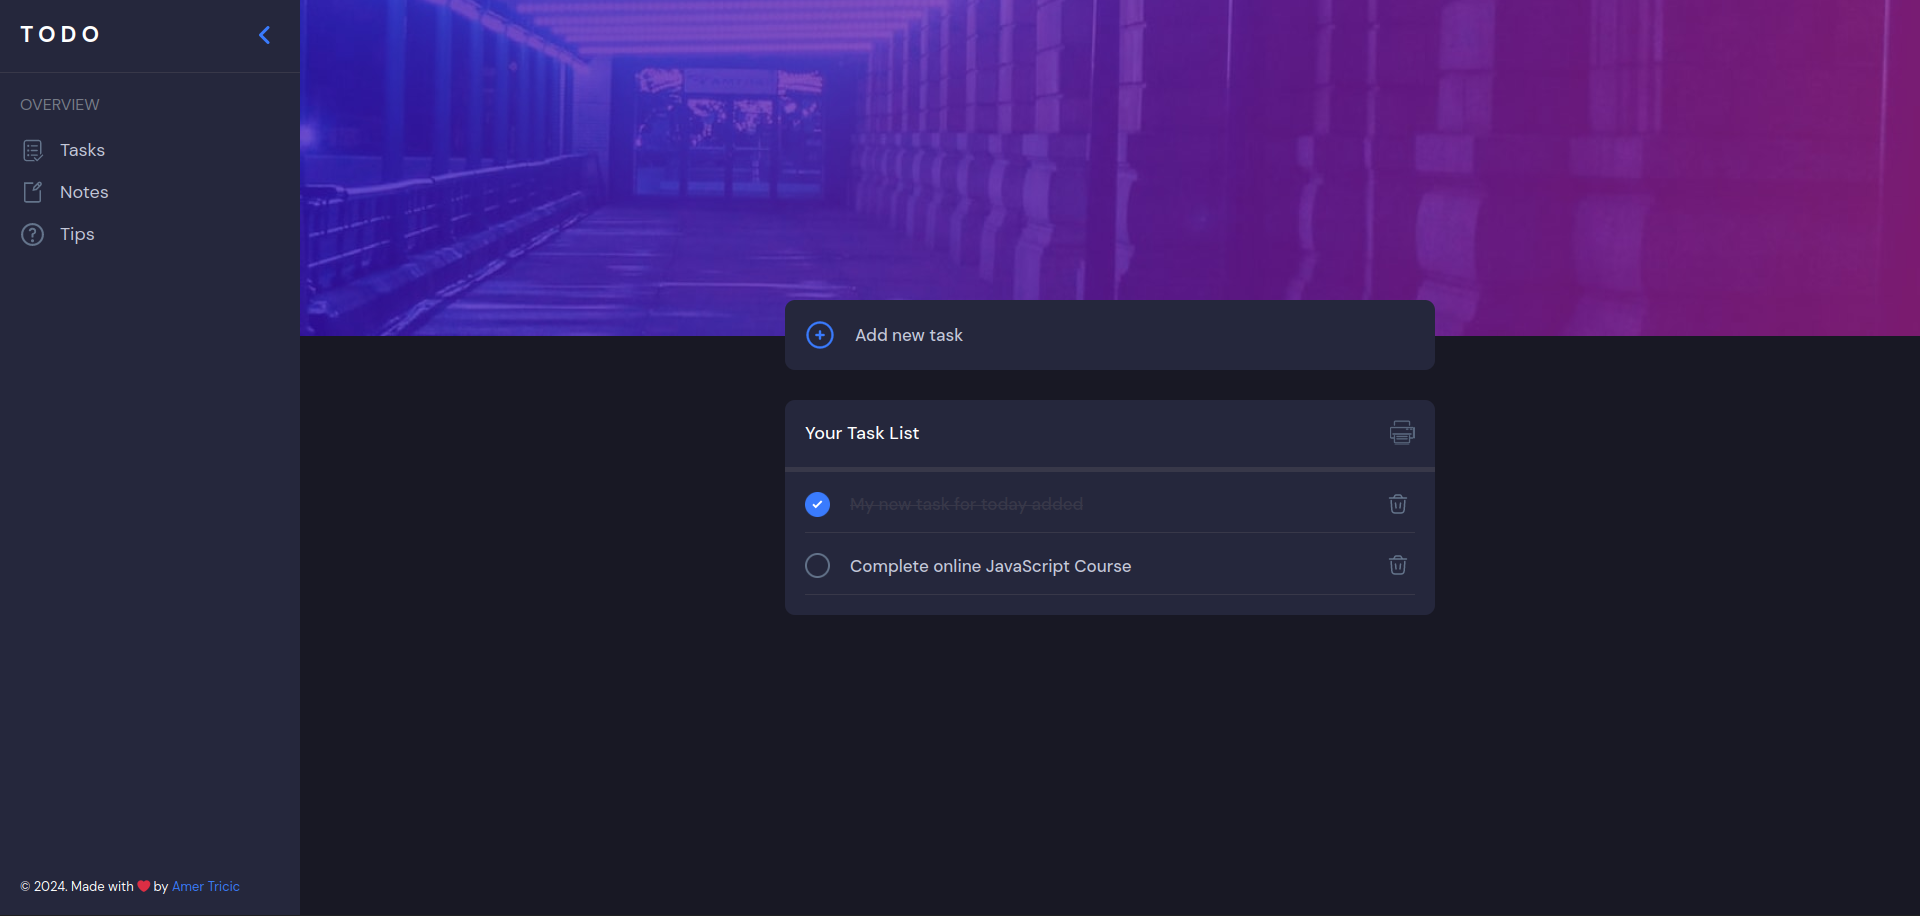 TODO
OVERVIEW
Tasks
Notes
Tips
Add new task
Your Task List
My new task for today added
Complete online JavaScript Course
© 2024. Made with ❤️ by Amer Tricic